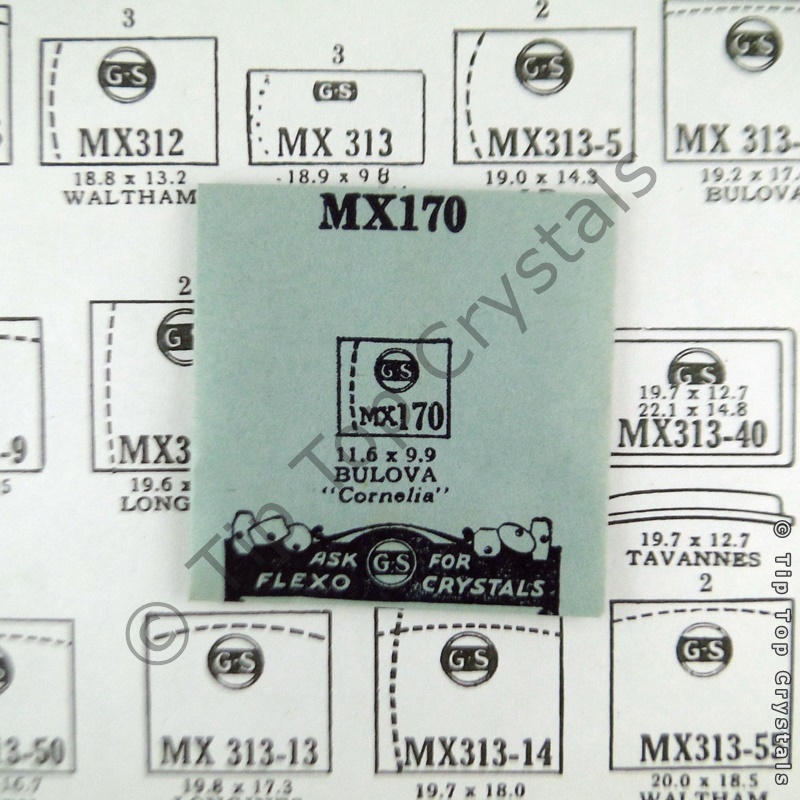 3
G-S
MX312
18.8 x 13.2
WALTHAM
3
G-S
MX 313
18.9 x 9.8
2
G-S
MX313-5
19.0 x 14.3
G-S
MX 313-
19.2 x 17.
BULOVA
MX170
G-S
MX170
11.6 x 9.9
BULOVA
"Cornelia"
ASK G-S FOR
FLEXO CRYSTALS
-9
2
G
MX3
19.6 x
LONG
G-S
19.7 x 12.7
22.1 x 14.8
MX313-40
19.7 x 12.7
TAVANNES
3-50
16.7
G-S
MX 313-13
19.8 x 17.3
LONGINES
G-S
MX313-14
19.7 x 18.0
2
G-S
MX313-55
20.0 x 18.5
WALTHAM
© Tip Top Crystals
© Tip Top Crystals